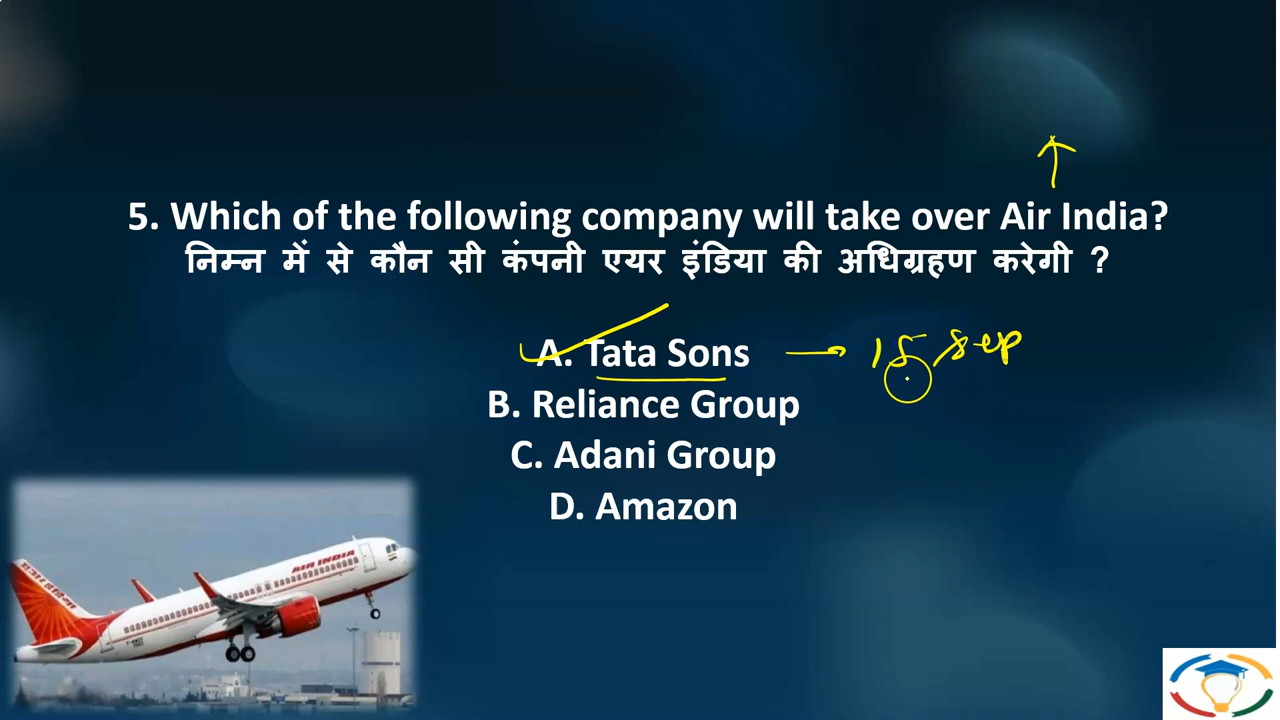 5. Which of the following company will take over Air India?
निम्न में से कौन सी कंपनी एयर इंडिया की अधिग्रहण करेगी ?
A. Tata Sons → 15 sep
B. Reliance Group
C. Adani Group
D. Amazon
AIR INDIA